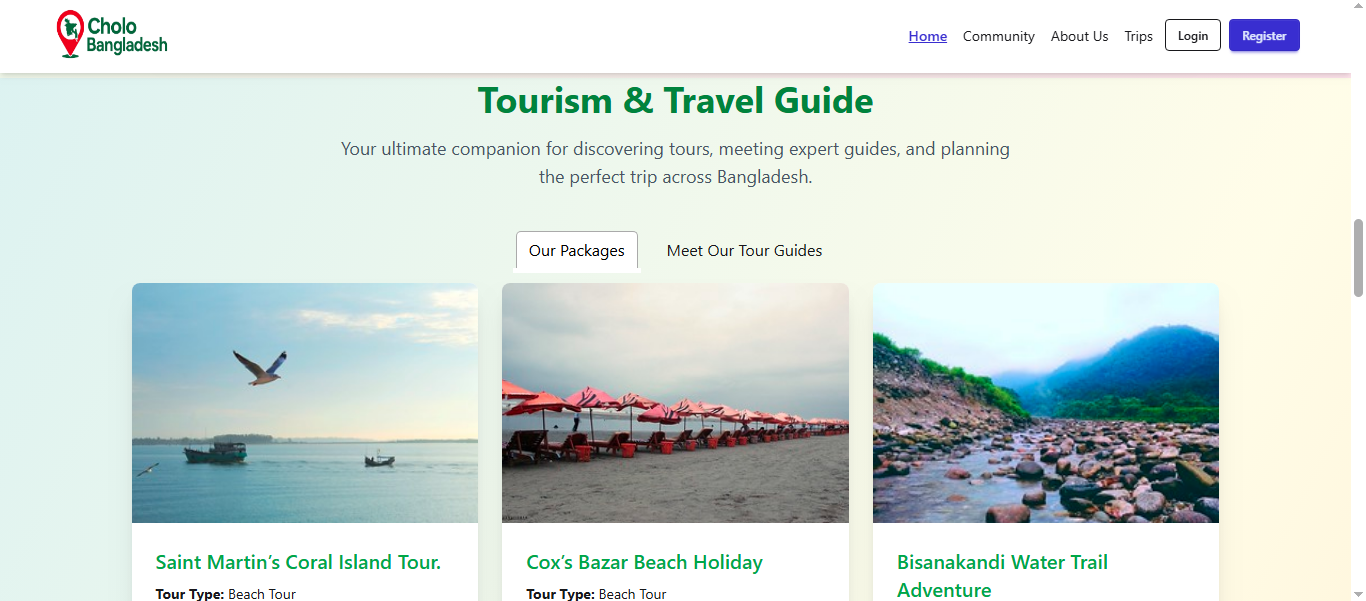 Cholo
Bangladesh
Home Community About Us Trips Login Register
Tourism & Travel Guide
Your ultimate companion for discovering tours, meeting expert guides, and planning
the perfect trip across Bangladesh.
Our Packages Meet Our Tour Guides
Saint Martin’s Coral Island Tour.
Tour Type: Beach Tour
Cox’s Bazar Beach Holiday
Tour Type: Beach Tour
Bisanakandi Water Trail
Adventure